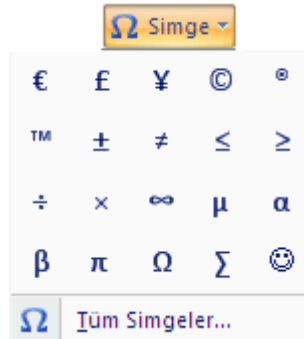 Ω Simge
€ £ ¥ © ®
™ ± ≠ ≤ ≥
÷ × ∞ µ α
β π Ω ∑ ☺
Ω Tüm Simgeler...